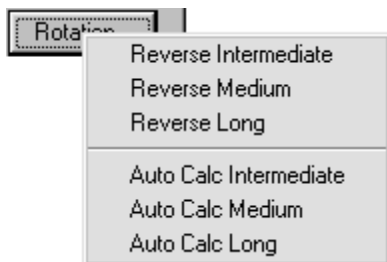 Rotation
Reverse Intermediate
Reverse Medium
Reverse Long
Auto Calc Intermediate
Auto Calc Medium
Auto Calc Long